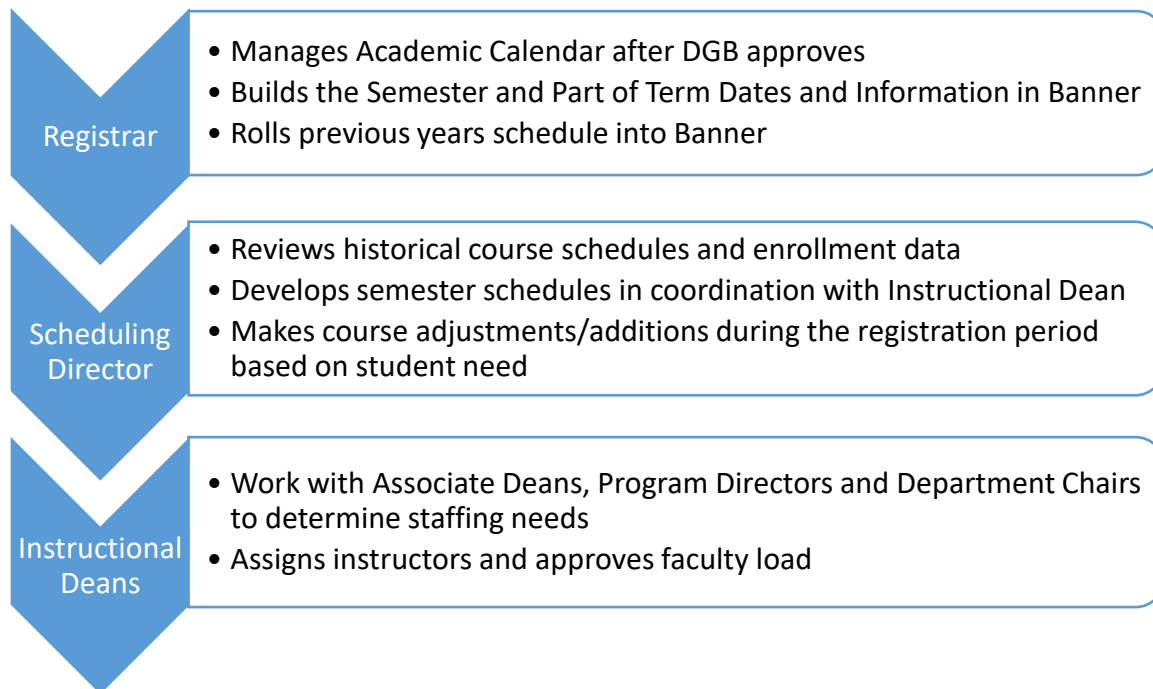 Registrar
• Manages Academic Calendar after DGB approves
• Builds the Semester and Part of Term Dates and Information in Banner
• Rolls previous years schedule into Banner
Scheduling
Director
• Reviews historical course schedules and enrollment data
• Develops semester schedules in coordination with Instructional Dean
• Makes course adjustments/additions during the registration period
based on student need
Instructional
Deans
• Work with Associate Deans, Program Directors and Department Chairs
to determine staffing needs
• Assigns instructors and approves faculty load